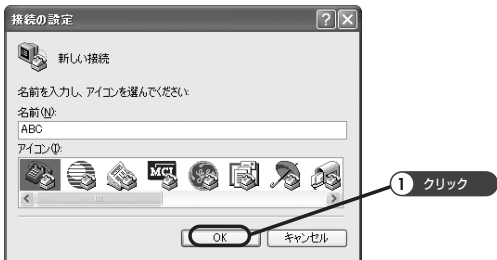 接続の設定
新しい接続
名前を入力し、アイコンを選んでください:
名前(N):
ABC
アイコン(I):
MCI
OK
キャンセル
1 クリック